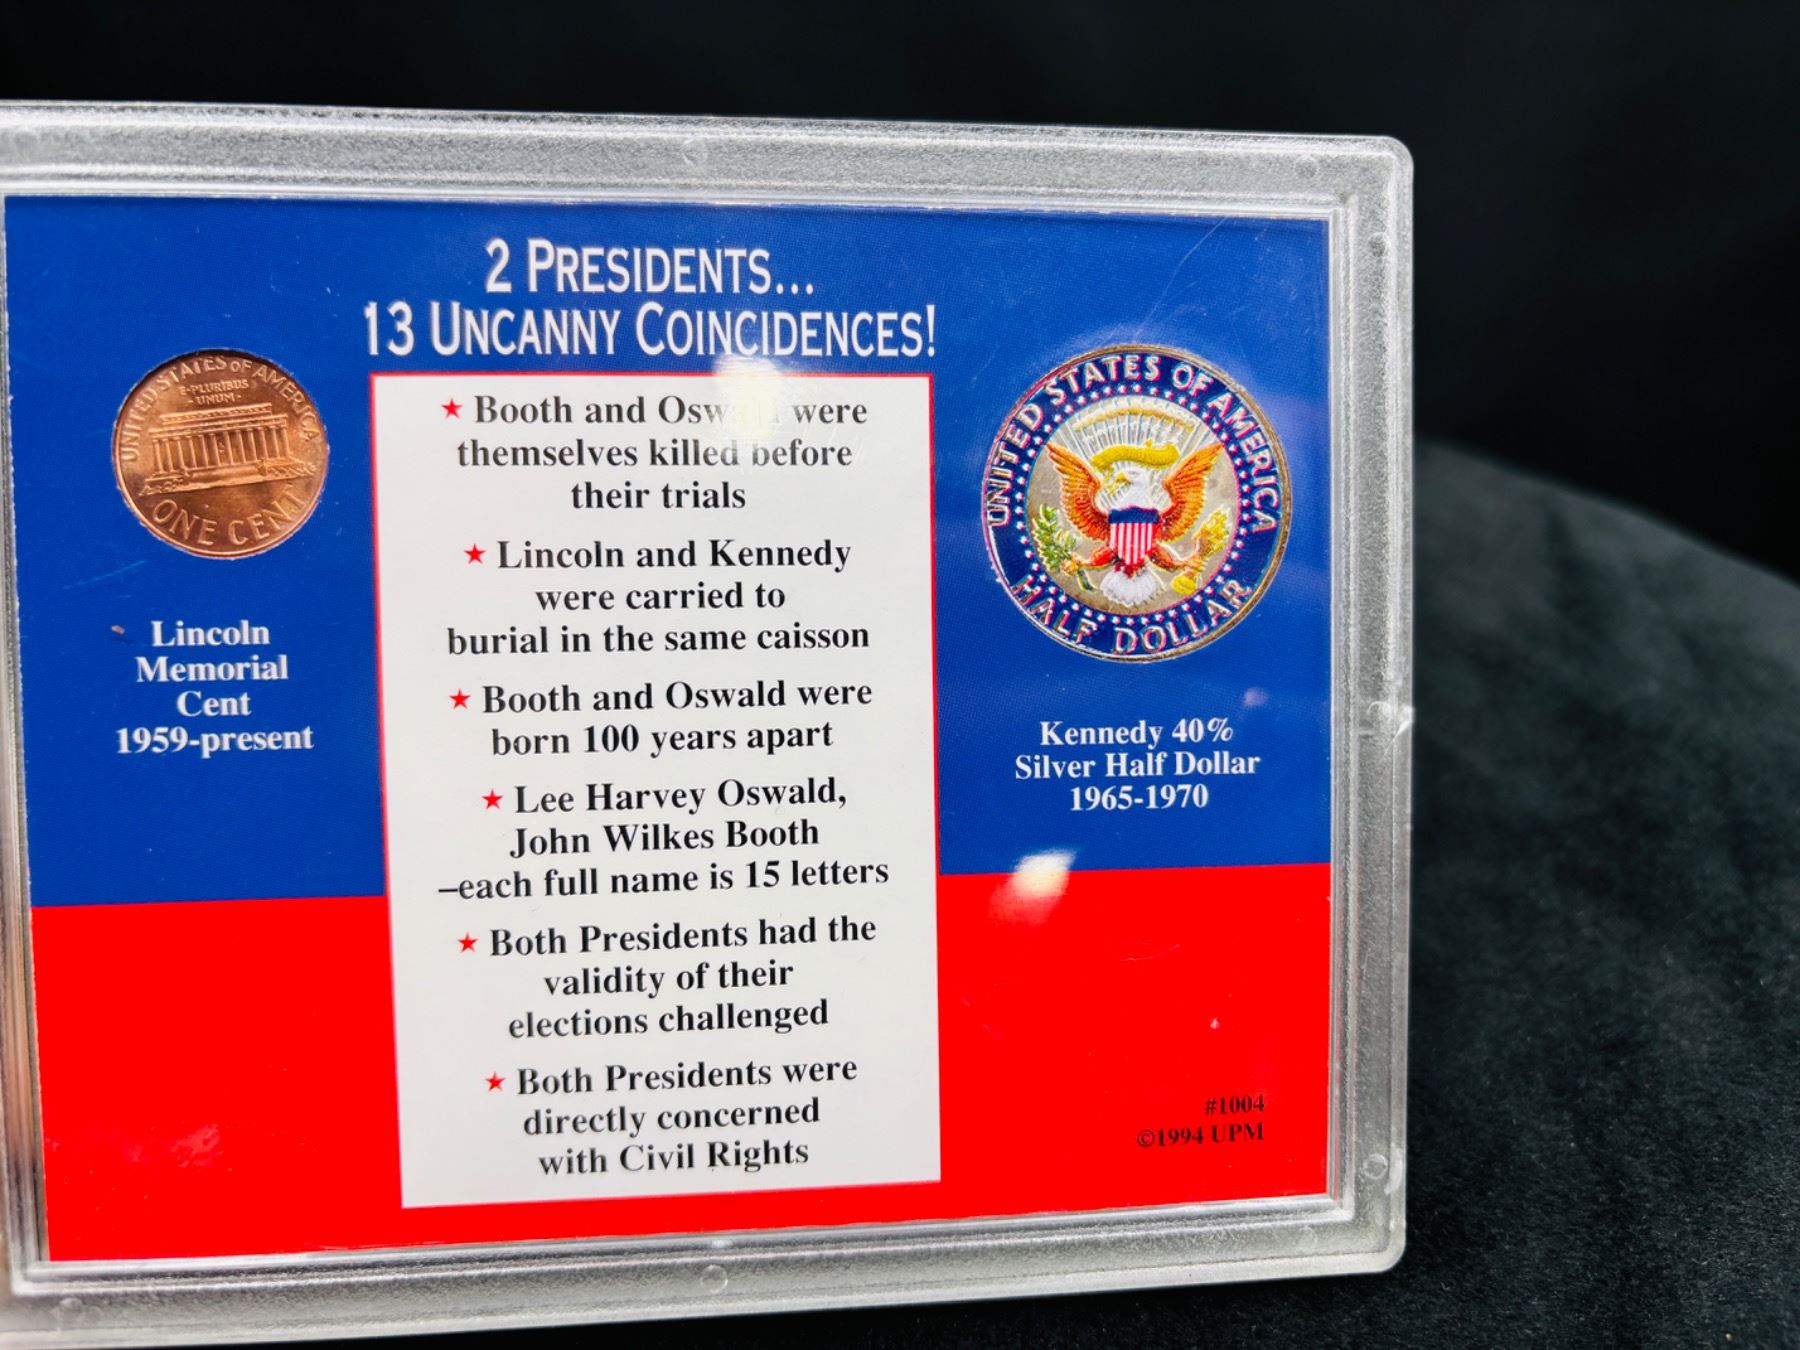 2 PRESIDENTS...
13 UNCANNY COINCIDENCES!
UNITED STATES OF AMERICA
E·PLURIBUS
·UNUM·
ONE CENT
Lincoln
Memorial
Cent
1959-present
★ Booth and Oswald were
themselves killed before
their trials
★ Lincoln and Kennedy
were carried to
burial in the same caisson
★ Booth and Oswald were
born 100 years apart
★ Lee Harvey Oswald,
John Wilkes Booth
–each full name is 15 letters
★ Both Presidents had the
validity of their
elections challenged
★ Both Presidents were
directly concerned
with Civil Rights
UNITED STATES OF AMERICA
HALF DOLLAR
Kennedy 40%
Silver Half Dollar
1965-1970
#1004
©1994 UPM